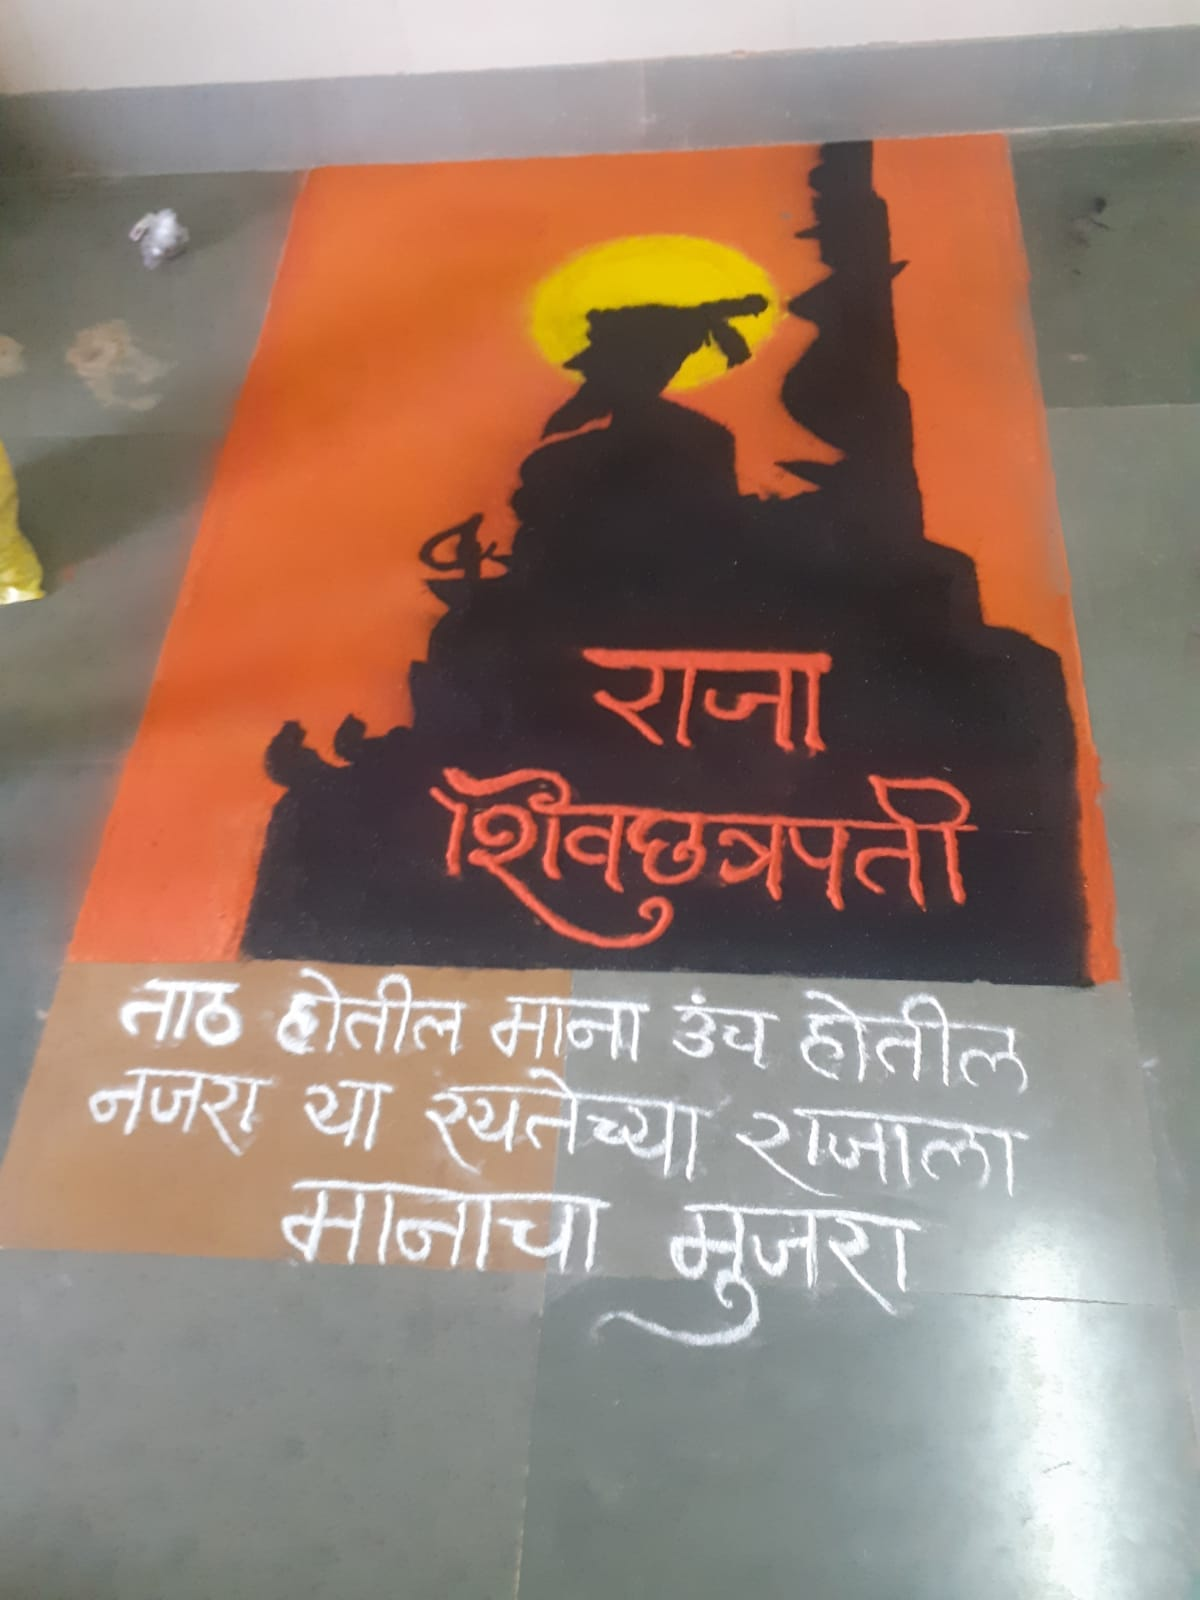 राजा
शिवछत्रपती
ताठ होतील माना उंच होतील
नजरा या रयतेच्या राजाला
मानाचा मुजरा